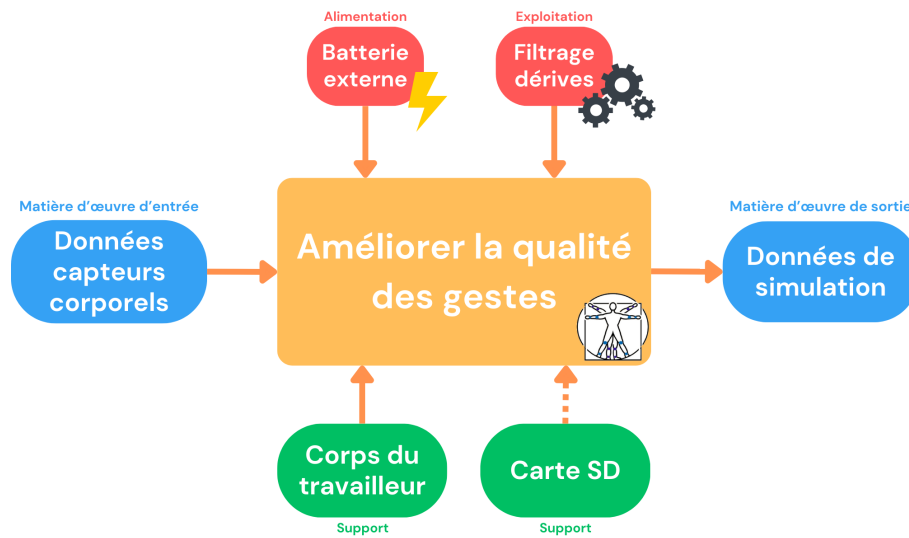 Alimentation
Batterie
externe
Exploitation
Filtrage
dérives
Matière d'œuvre d'entrée
Données
capteurs
corporels
Améliorer la qualité
des gestes
Matière d'œuvre de sortie
Données de
simulation
Corps du
travailleur
Support
Carte SD
Support